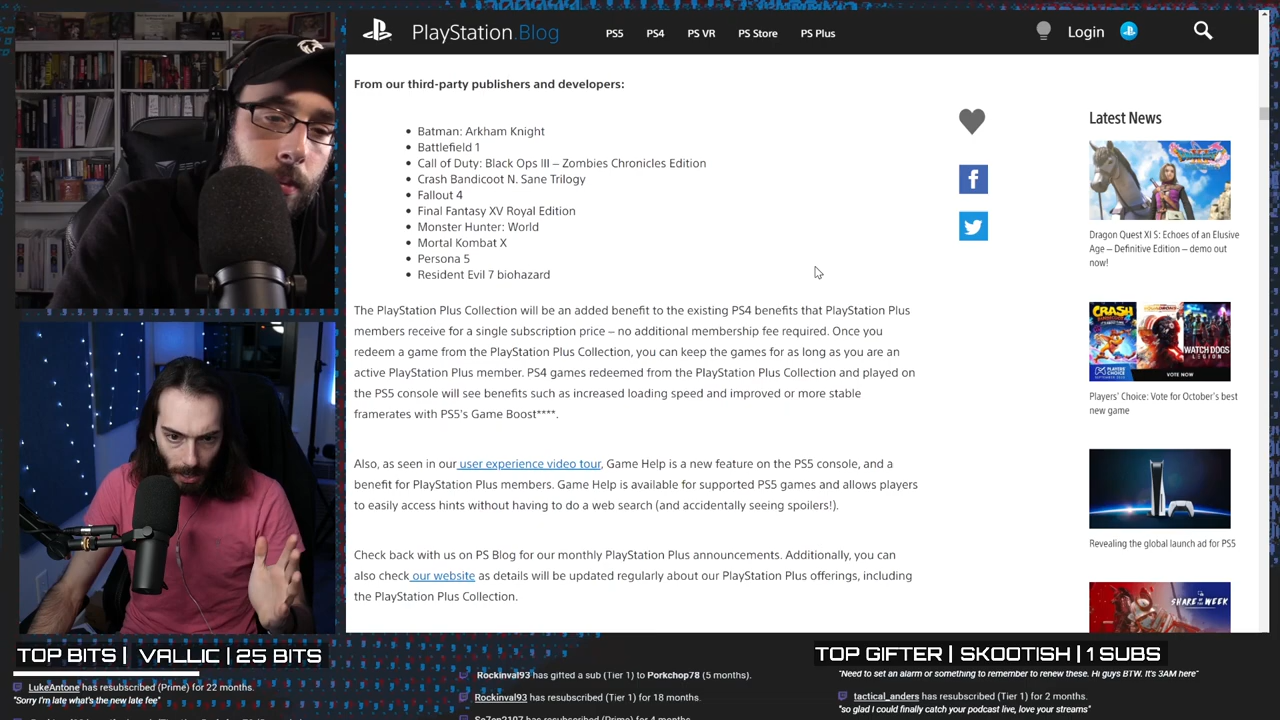 PlayStation.Blog
PS5
PS4
PS VR
PS Store
PS Plus
Login
From our third-party publishers and developers:
Batman: Arkham Knight
Battlefield 1
Call of Duty: Black Ops III – Zombies Chronicles Edition
Crash Bandicoot N. Sane Trilogy
Fallout 4
Final Fantasy XV Royal Edition
Monster Hunter: World
Mortal Kombat X
Persona 5
Resident Evil 7 biohazard
The PlayStation Plus Collection will be an added benefit to the existing PS4 benefits that PlayStation Plus
members receive for a single subscription price – no additional membership fee required. Once you
redeem a game from the PlayStation Plus Collection, you can keep the games for as long as you are an
active PlayStation Plus member. PS4 games redeemed from the PlayStation Plus Collection and played on
the PS5 console will see benefits such as increased loading speed and improved or more stable
framerates with PS5's Game Boost****.
Also, as seen in our user experience video tour, Game Help is a new feature on the PS5 console, and a
benefit for PlayStation Plus members. Game Help is available for supported PS5 games and allows players
to easily access hints without having to do a web search (and accidentally seeing spoilers!).
Check back with us on PS Blog for our monthly PlayStation Plus announcements. Additionally, you can
also check our website as details will be updated regularly about our PlayStation Plus offerings, including
the PlayStation Plus Collection.
Latest News
Dragon Quest XI S: Echoes of an Elusive
Age – Definitive Edition – demo out
now!
CRASH
WATCH DOGS
LEGION
VOTE NOW
Players' Choice: Vote for October's best
new game
Revealing the global launch ad for PS5
SHARE OF THE WEEK
TOP BITS | VALLIC | 25 BITS
TOP GIFTER | SKOOTISH | 1 SUBS
LukeAntone has resubscribed (Prime) for 22 months.
"Sorry I'm late what's the new late fee"
Rockinval93 has gifted a sub (Tier 1) to Porkchop78 (5 months).
Rockinval93 has resubscribed (Tier 1) for 18 months.
"Need to set an alarm or something to remember to renew these. Hi guys BTW. It's 3AM here"
tactical_anders has resubscribed (Tier 1) for 2 months.
"so glad I could finally catch your podcast live, love your streams"